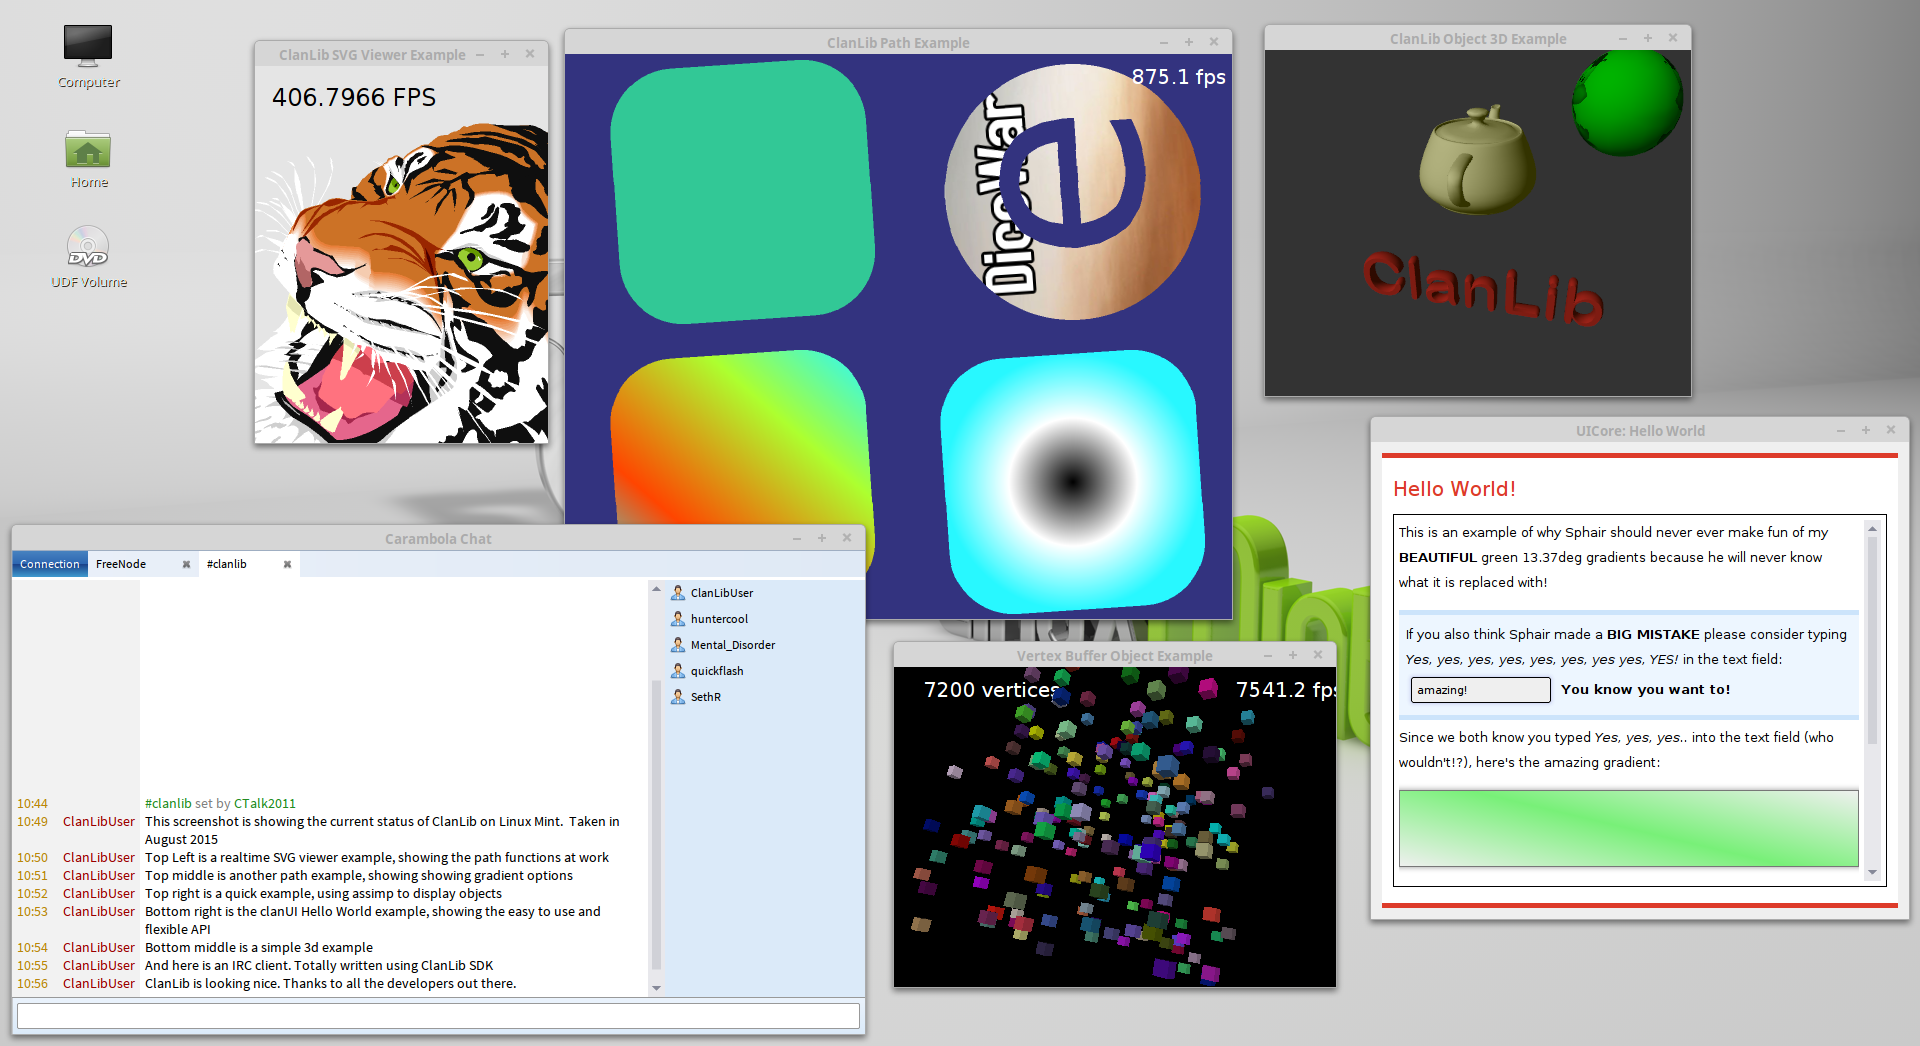 Computer
Home
DVD
UDF Volume
ClanLib SVG Viewer Example
406.7966 FPS
ClanLib Path Example
875.1 fps
DiceWar
e
ClanLib Object 3D Example
ClanLib
UICore: Hello World
Hello World!
This is an example of why Sphair should never ever make fun of my
BEAUTIFUL green 13.37deg gradients because he will never know
what it is replaced with!
If you also think Sphair made a BIG MISTAKE please consider typing
Yes, yes, yes, yes, yes, yes, yes yes, YES! in the text field:
amazing!
You know you want to!
Since we both know you typed Yes, yes, yes.. into the text field (who
wouldn't!?), here's the amazing gradient:
Carambola Chat
Connection
FreeNode
#clanlib
ClanLibUser
huntercool
Mental_Disorder
quickflash
SethR
10:44 #clanlib set by CTalk2011
10:49 ClanLibUser This screenshot is showing the current status of ClanLib on Linux Mint. Taken in
August 2015
10:50 ClanLibUser Top Left is a realtime SVG viewer example, showing the path functions at work
10:51 ClanLibUser Top middle is another path example, showing showing gradient options
10:52 ClanLibUser Top right is a quick example, using assimp to display objects
10:53 ClanLibUser Bottom right is the clanUI Hello World example, showing the easy to use and
flexible API
10:54 ClanLibUser Bottom middle is a simple 3d example
10:55 ClanLibUser And here is an IRC client. Totally written using ClanLib SDK
10:56 ClanLibUser ClanLib is looking nice. Thanks to all the developers out there.
Vertex Buffer Object Example
7200 vertices
7541.2 fps